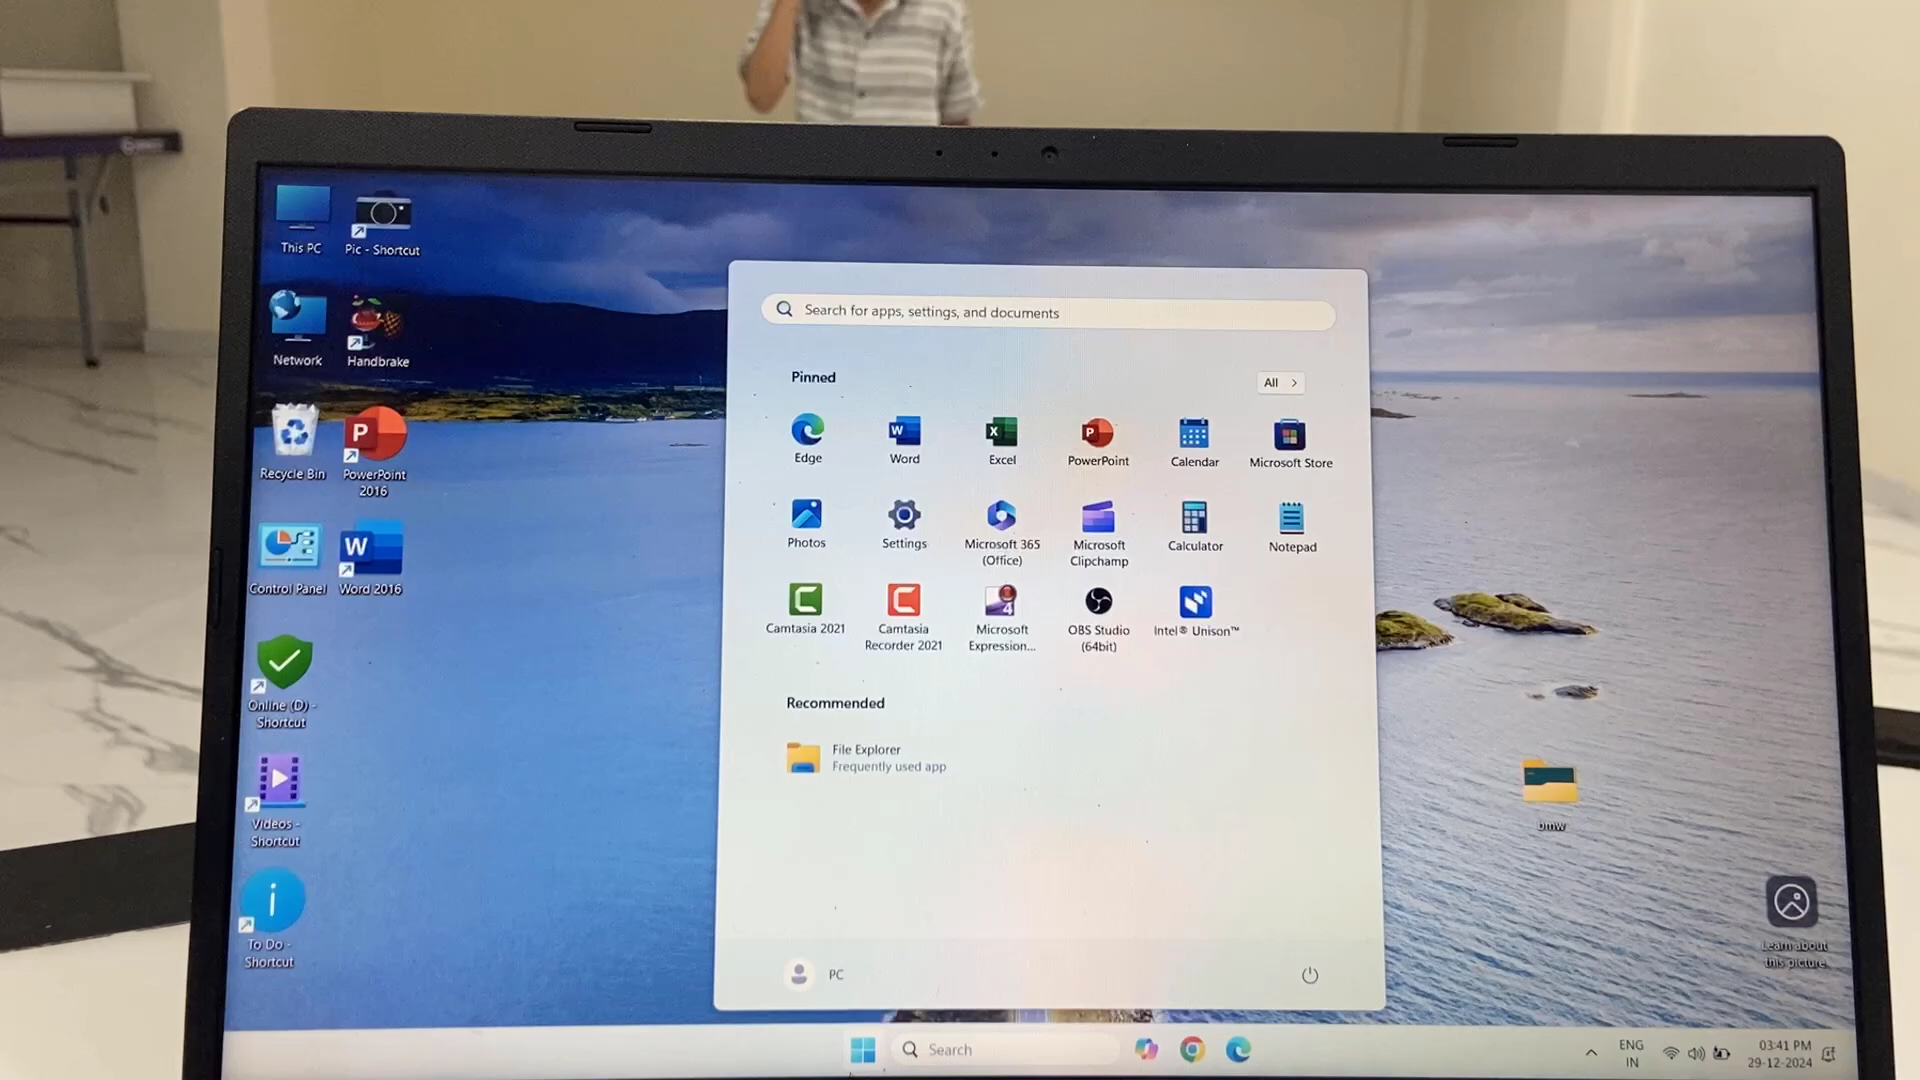 This PC
Pic - Shortcut
Network
Handbrake
Recycle Bin
PowerPoint
2016
Control Panel
Word 2016
Online (D) -
Shortcut
Videos -
Shortcut
To Do -
Shortcut
Search for apps, settings, and documents
Pinned
All
Edge
Word
Excel
PowerPoint
Calendar
Microsoft Store
Photos
Settings
Microsoft 365
(Office)
Microsoft
Clipchamp
Calculator
Notepad
Camtasia 2021
Camtasia
Recorder 2021
Microsoft
Expression...
OBS Studio
(64bit)
Intel® Unison™
Recommended
File Explorer
Frequently used app
PC
bmw
Learn about
this picture
Search
ENG
IN
03:41 PM
29-12-2024